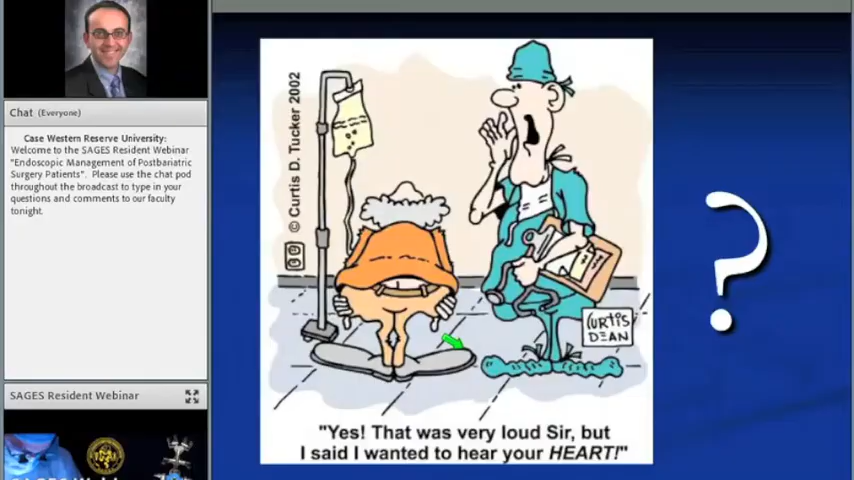 Chat (Everyone)
Case Western Reserve University:
Welcome to the SAGES Resident Webinar
"Endoscopic Management of Postbariatric
Surgery Patients". Please use the chat pod
throughout the broadcast to type in your
questions and comments to our faculty
tonight.
SAGES Resident Webinar
© Curtis D. Tucker 2002
CURTIS
DEAN
"Yes! That was very loud Sir, but
I said I wanted to hear your HEART!"
?